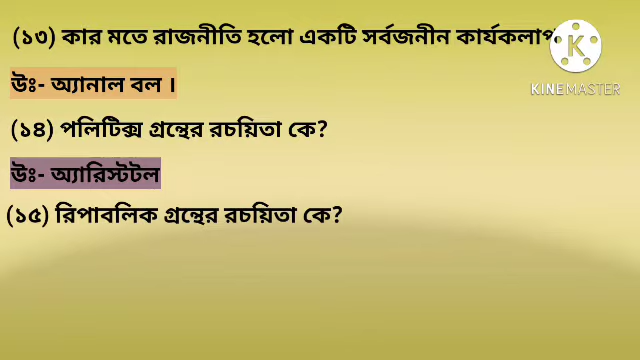 (১৩) কার মতে রাজনীতি হলো একটি সর্বজনীন কার্যকলাপ
KINEMASTER
উঃ- অ্যানাল বল ।
(১৪) পলিটিক্স গ্রন্থের রচয়িতা কে?
উঃ- অ্যারিস্টটল
(১৫) রিপাবলিক গ্রন্থের রচয়িতা কে?